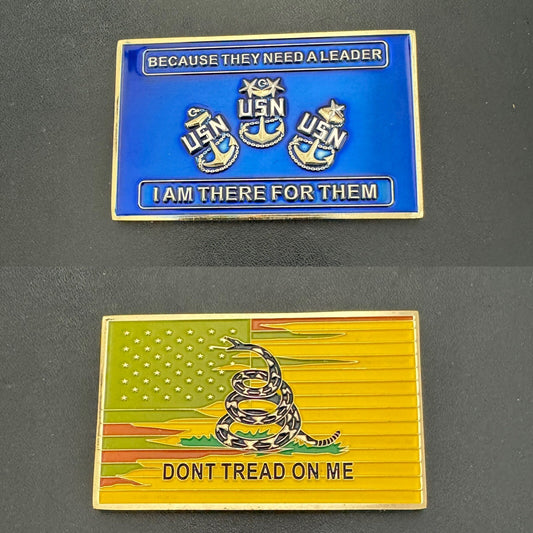 BECAUSE THEY NEED A LEADER
USN
USN
USN
I AM THERE FOR THEM
DONT TREAD ON ME